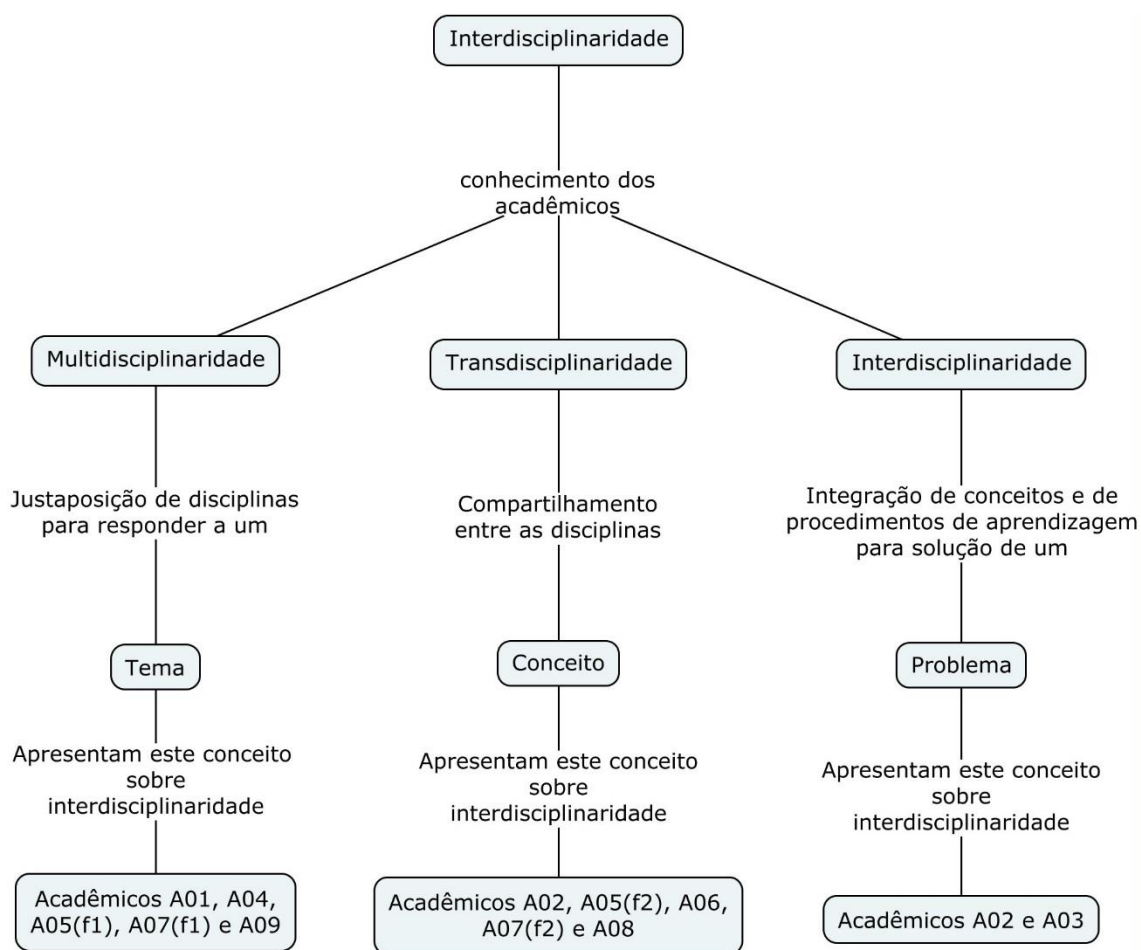 Interdisciplinaridade
conhecimento dos
acadêmicos
Multidisciplinaridade
Transdisciplinaridade
Interdisciplinaridade
Justaposição de disciplinas
para responder a um
Compartilhamento
entre as disciplinas
Integração de conceitos e de
procedimentos de aprendizagem
para solução de um
Tema
Conceito
Problema
Apresentam este conceito
sobre
interdisciplinaridade
Apresentam este conceito
sobre
interdisciplinaridade
Apresentam este conceito
sobre
interdisciplinaridade
Acadêmicos A01, A04,
A05(f1), A07(f1) e A09
Acadêmicos A02, A05(f2), A06,
A07(f2) e A08
Acadêmicos A02 e A03